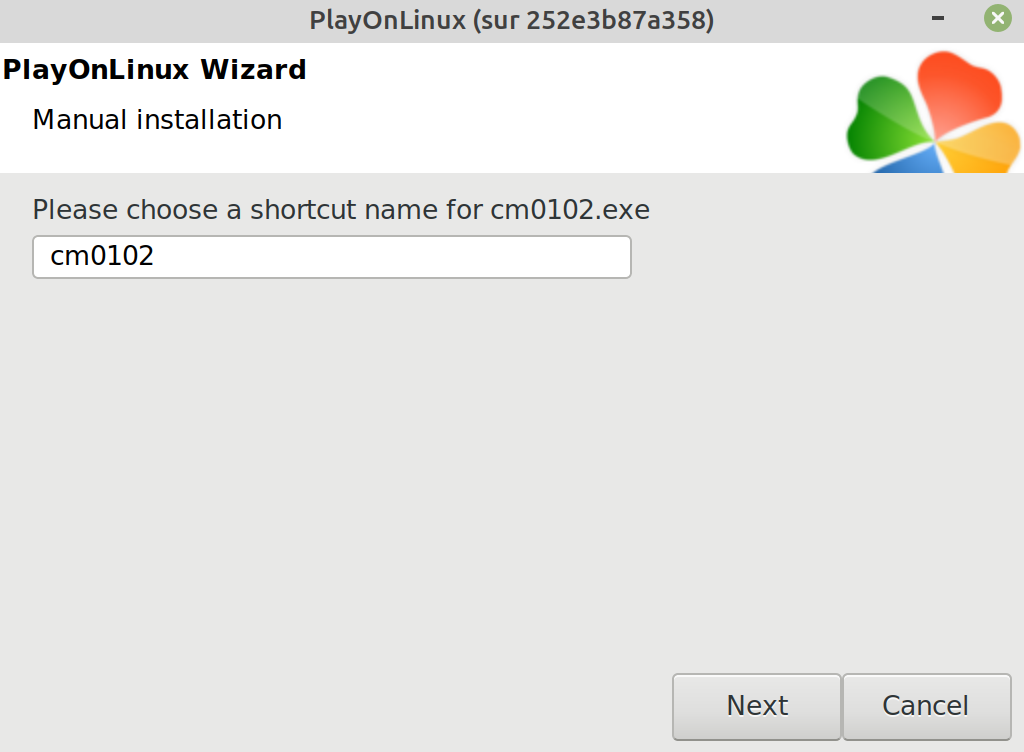 PlayOnLinux (sur 252e3b87a358)
PlayOnLinux Wizard
Manual installation
Please choose a shortcut name for cm0102.exe
cm0102
Next Cancel